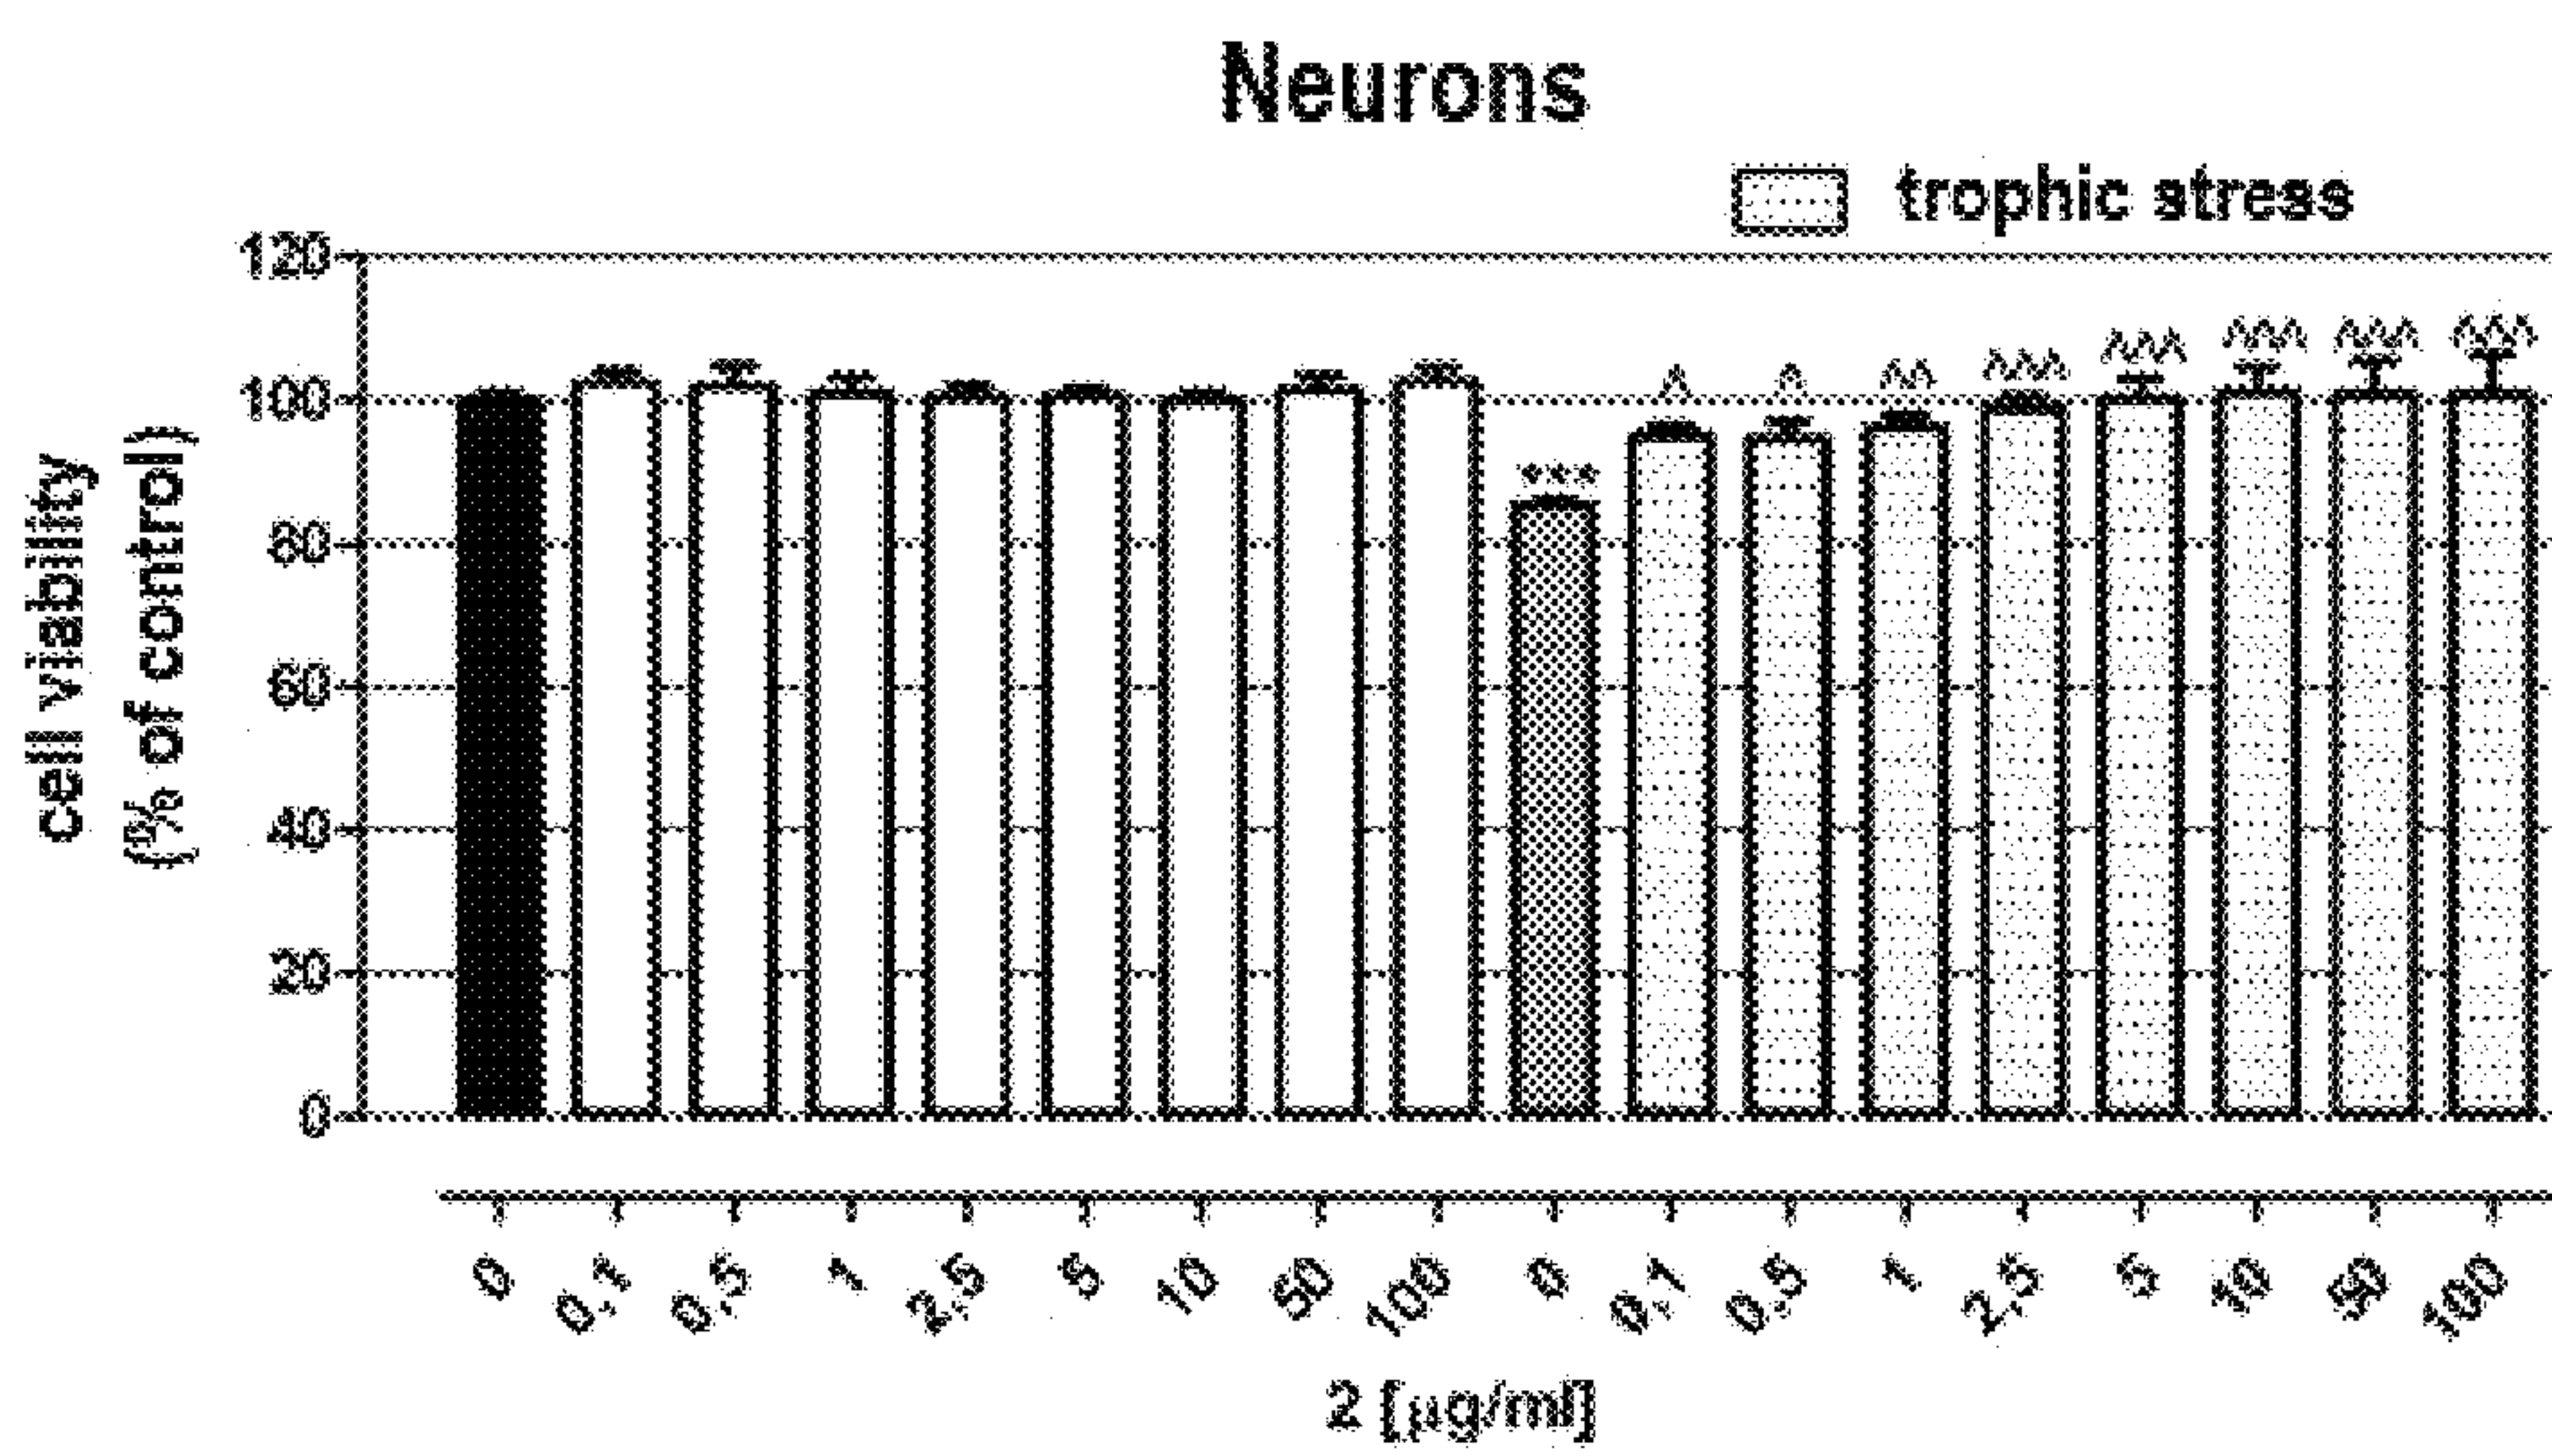 Neurons
trophic stress
cell viability
(% of control)
120
100
80
60
40
20
0
^ ^ ^^ ^^^ ^^^ ^^^ ^^^ ^^^
***
0 0,1 0,5 1 2,5 5 10 50 100 0 0,1 0,5 1 2,5 5 10 50 100
2 [µg/ml]